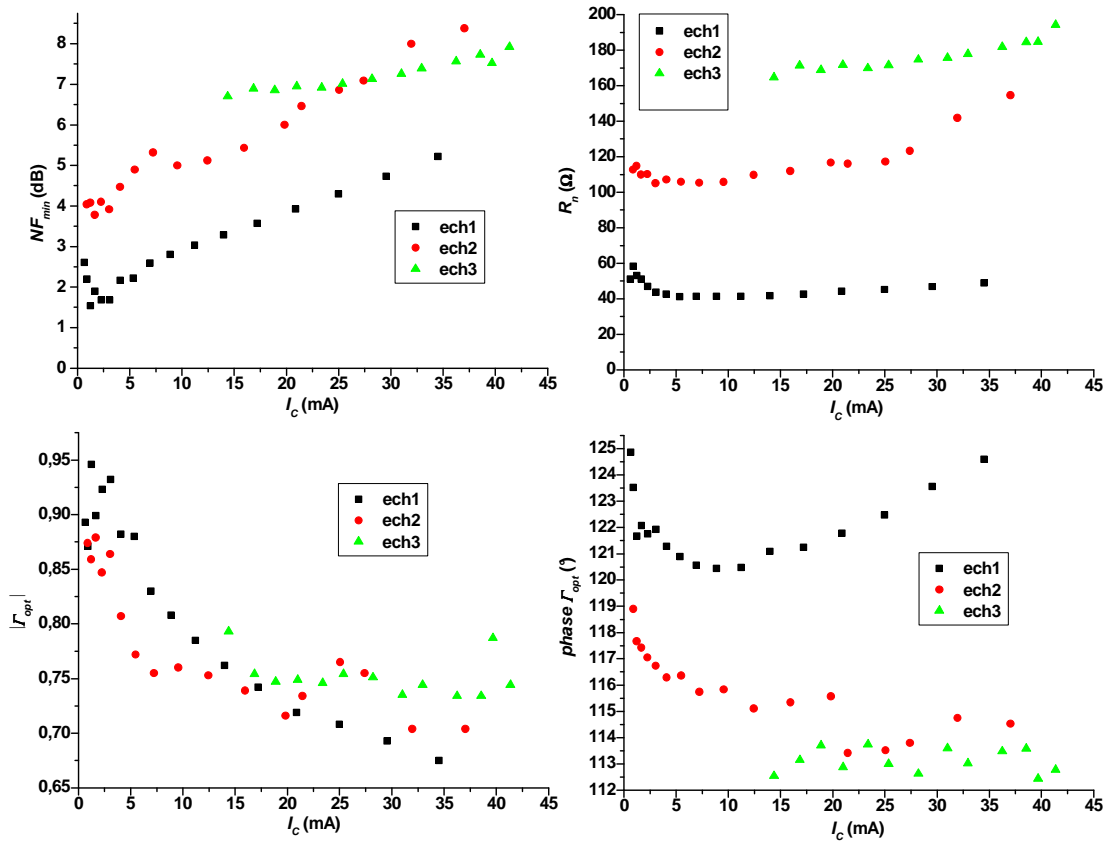 8
7
6
5
4
3
2
1
0
NF_min (dB)
0 5 10 15 20 25 30 35 40 45
I_C (mA)
ech1
ech2
ech3
200
180
160
140
120
100
80
60
40
20
0
R_n (Ω)
0 5 10 15 20 25 30 35 40 45
I_C (mA)
ech1
ech2
ech3
0,95
0,90
0,85
0,80
0,75
0,70
0,65
|Γ_opt|
0 5 10 15 20 25 30 35 40 45
I_C (mA)
ech1
ech2
ech3
125
124
123
122
121
120
119
118
117
116
115
114
113
112
phase Γ_opt (°)
0 5 10 15 20 25 30 35 40 45
I_C (mA)
ech1
ech2
ech3